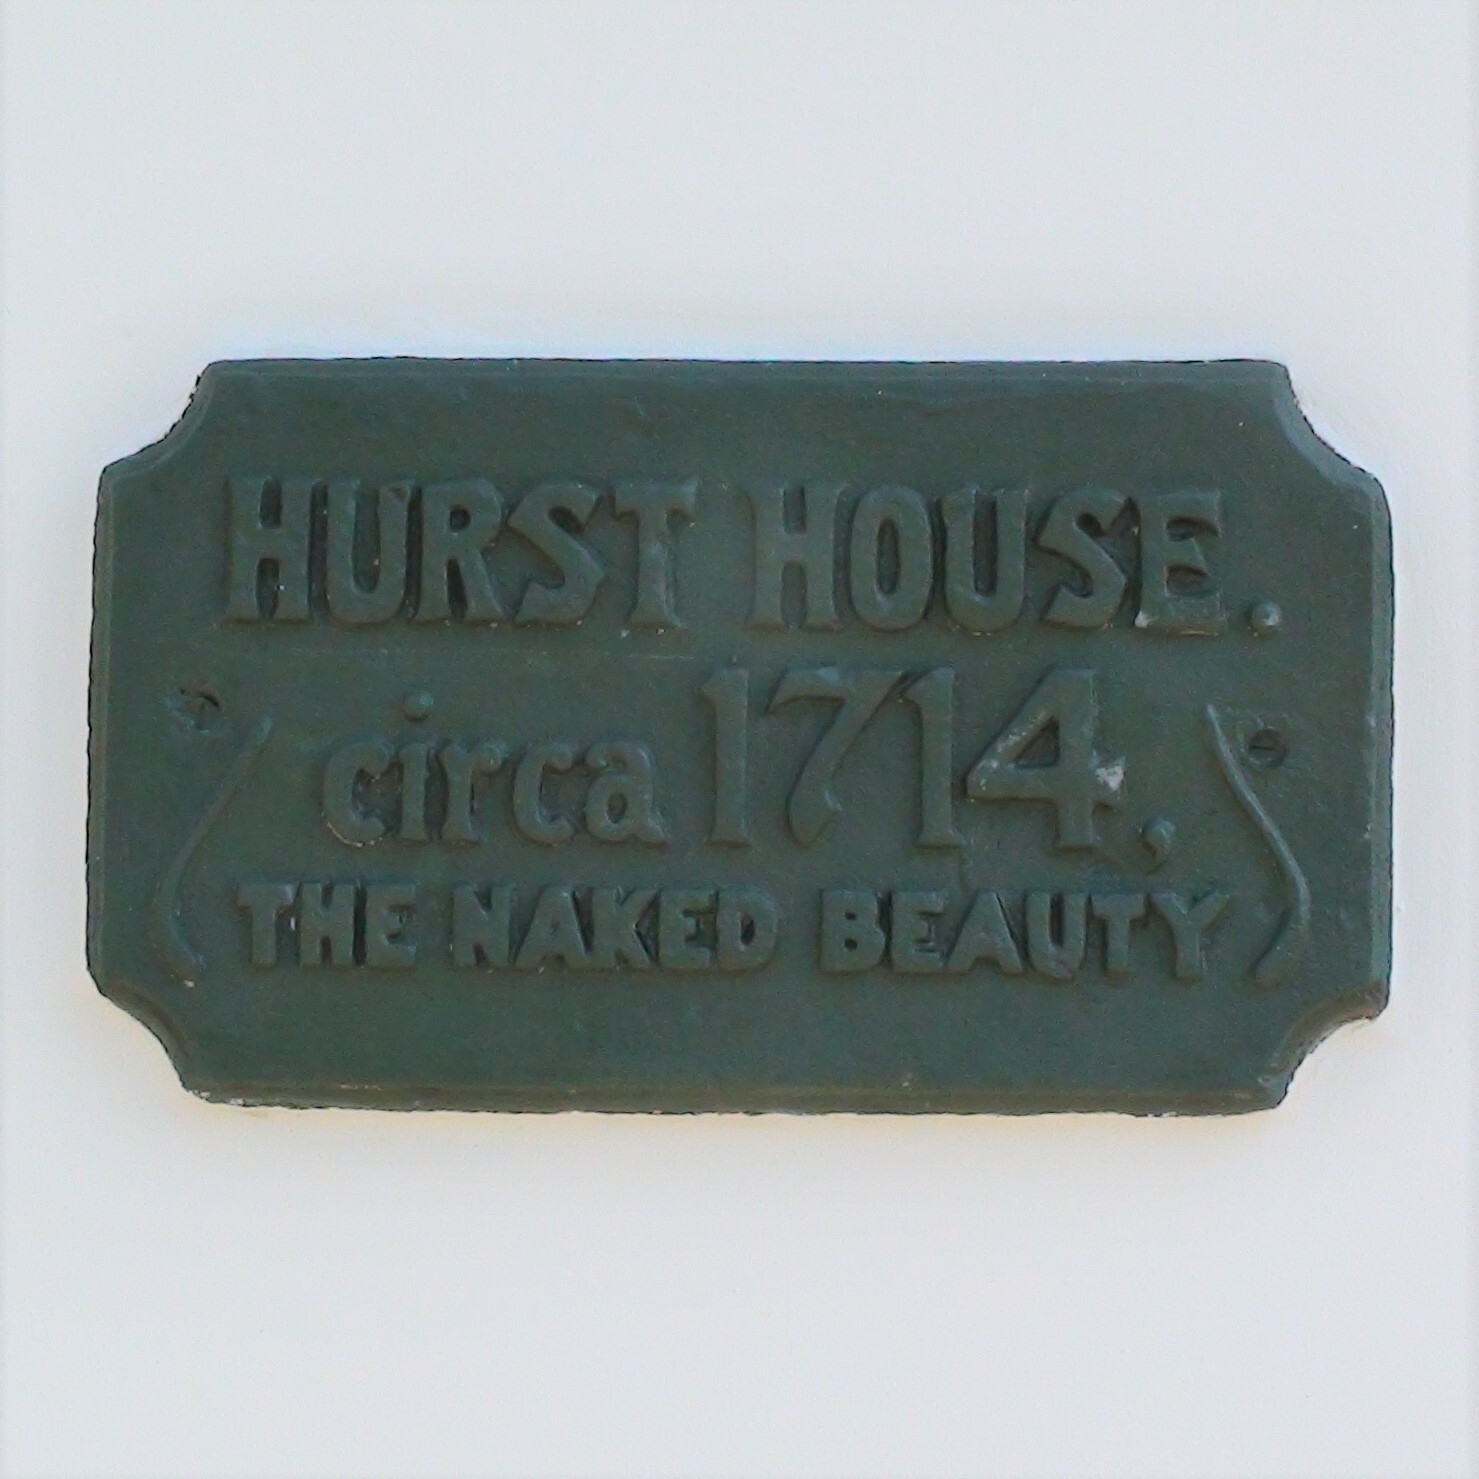 HURST HOUSE.
circa 1714,
THE NAKED BEAUTY